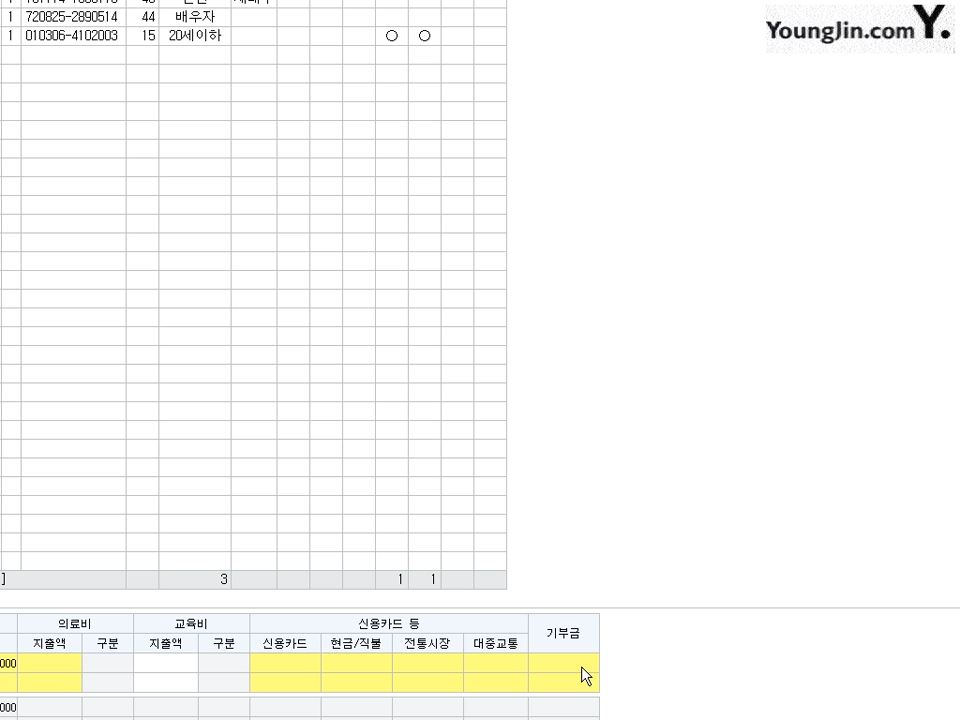 YoungJin.com Y.
1 720825-2890514 44 배우자
1 010306-4102003 15 20세이하 ○ ○
] 3 1 1
의료비 교육비 신용카드 등 기부금
지출액 구분 지출액 구분 신용카드 현금/직불 전통시장 대중교통
000
000